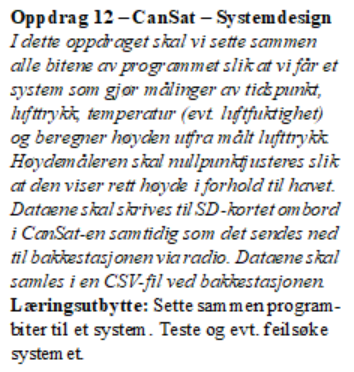 Oppdrag 12 – CanSat – Systemdesign
I dette oppdraget skal vi sette sammen
alle bitene av programmet slik at vi får et
system som gjør målinger av tidspunkt,
lufttrykk, temperatur (evt. luftfuktighet)
og beregner høyden utfra målt lufttrykk.
Høydemåleren skal nullpunktjusteres slik
at den viser rett høyde i forhold til havet.
Dataene skal skrives til SD-kortet ombord
i CanSat-en samtidig som det sendes ned
til bakkestasjonen via radio. Dataene skal
samles i en CSV-fil ved bakkestasjonen.
Læringsutbytte: Sette sammen program-
biter til et system. Teste og evt. feilsøke
systemet.